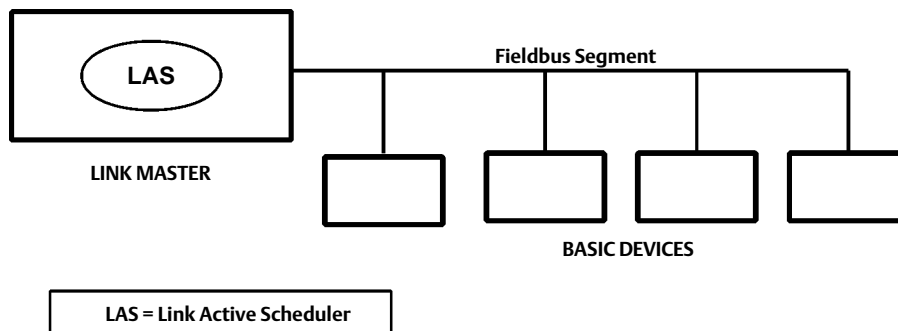 LAS
Fieldbus Segment
LINK MASTER
BASIC DEVICES
LAS = Link Active Scheduler